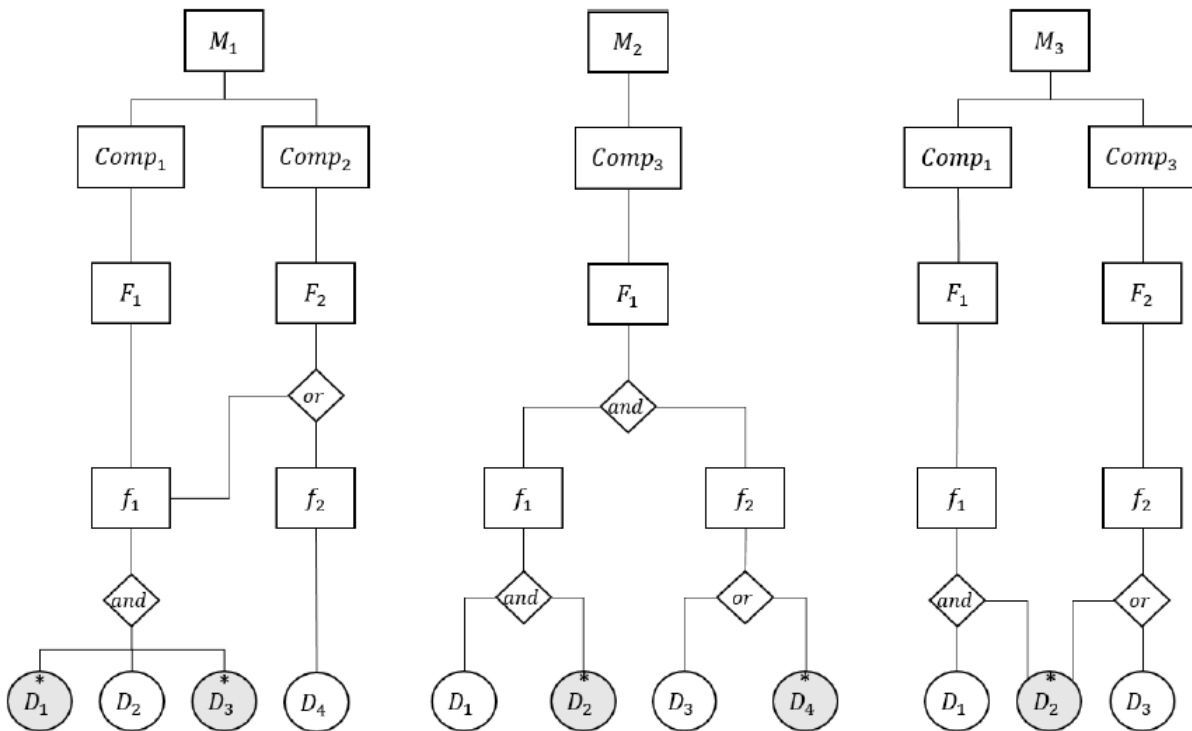 M₁ M₂ M₃
Comp₁ Comp₂ Comp₃ Comp₁ Comp₃
F₁ F₂ F₁ F₁ F₂
or
and
f₁ f₂ f₁ f₂ f₁ f₂
and and or and or
* * * * *
D₁ D₂ D₃ D₄ D₁ D₂ D₃ D₄ D₁ D₂ D₃